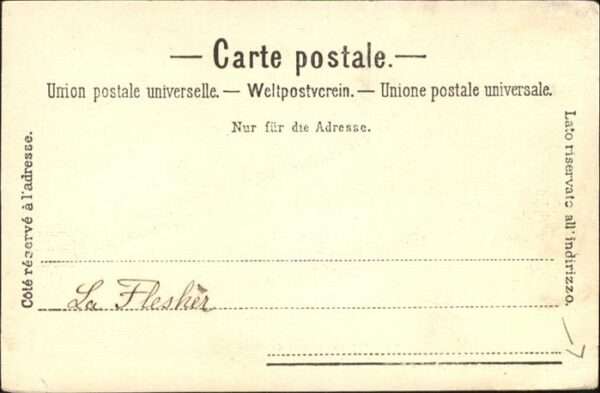 — Carte postale. —
Union postale universelle. — Weltpostverein. — Unione postale universale.
Nur für die Adresse.
Côté réservé à l'adresse.
Lato riservato all' indirizzo.
La Flesher